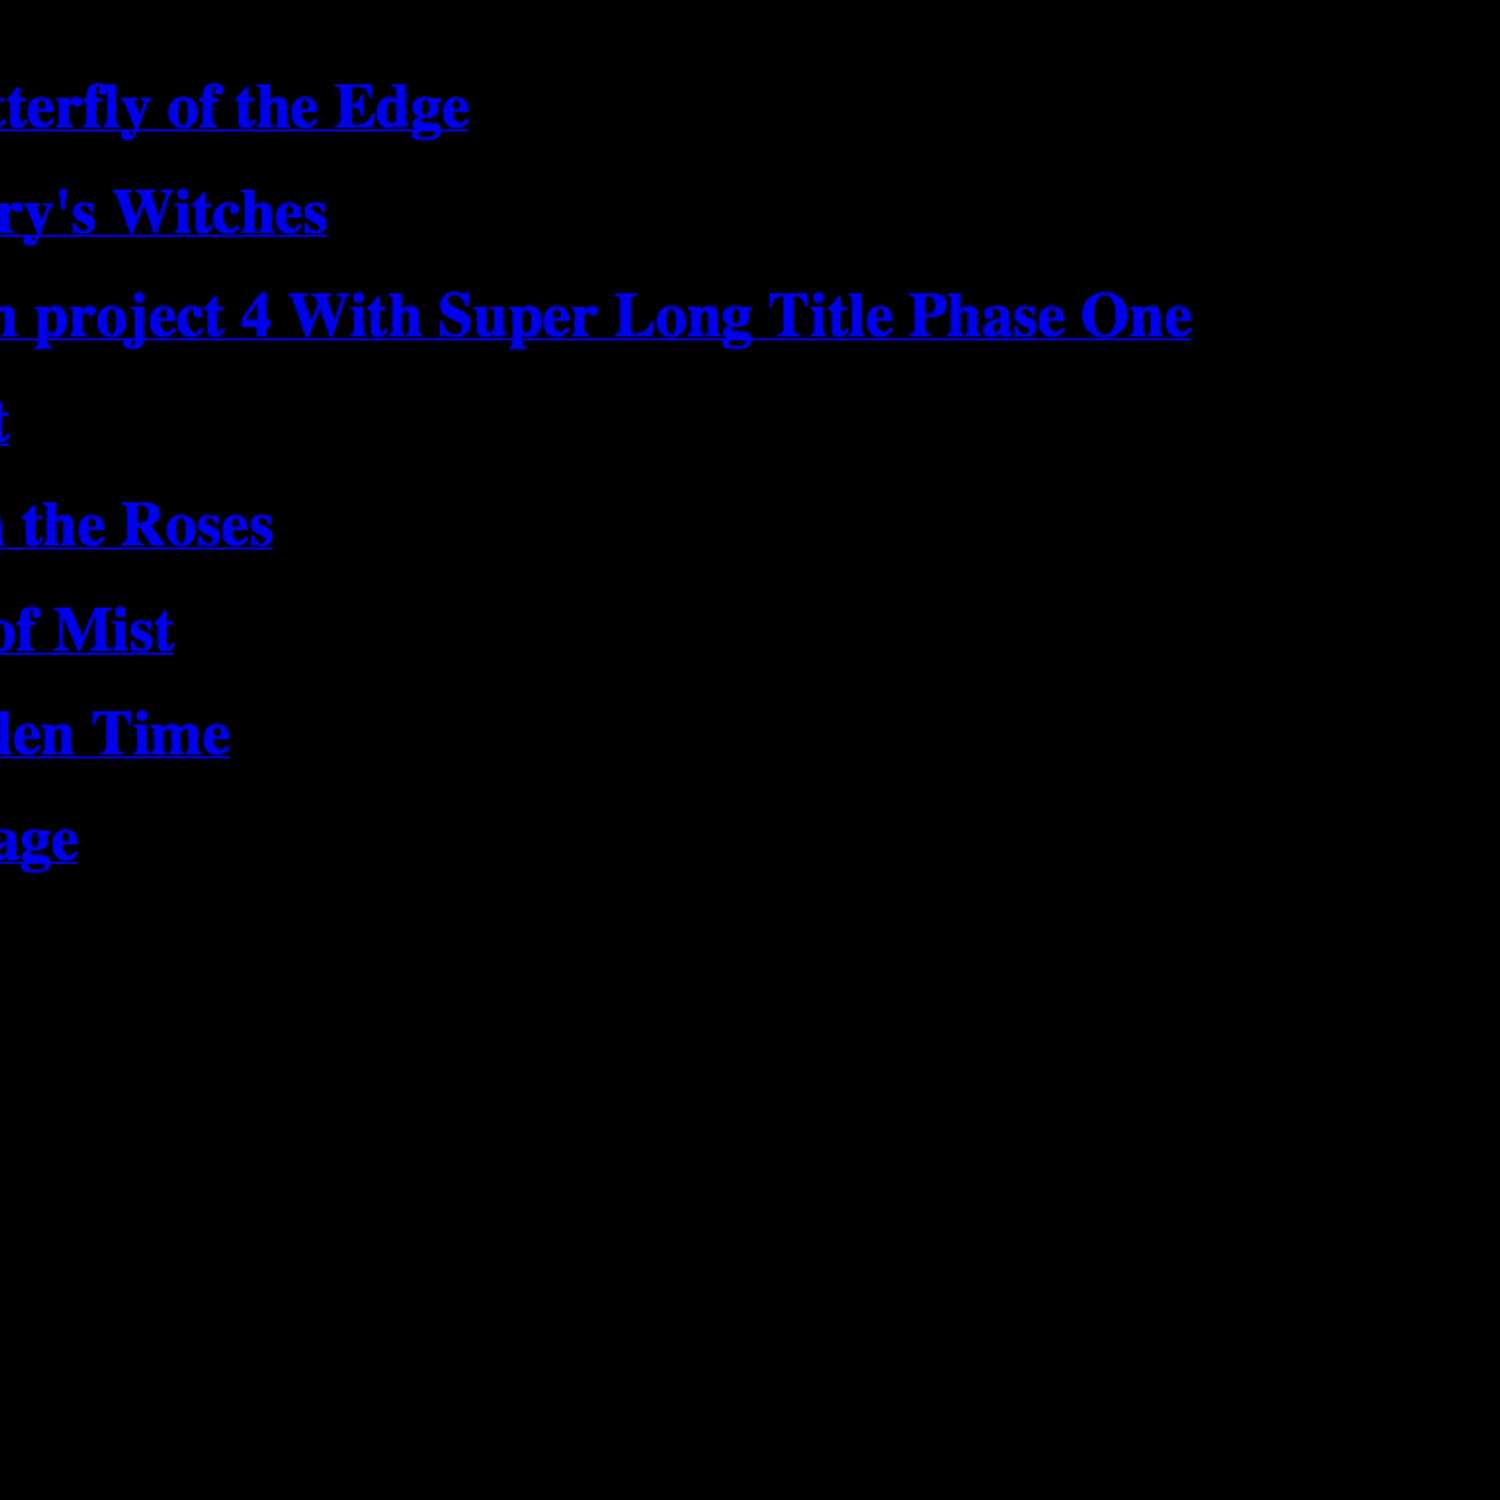 tterfly of the Edge
ry's Witches
n project 4 With Super Long Title Phase One
t
the Roses
of Mist
den Time
age